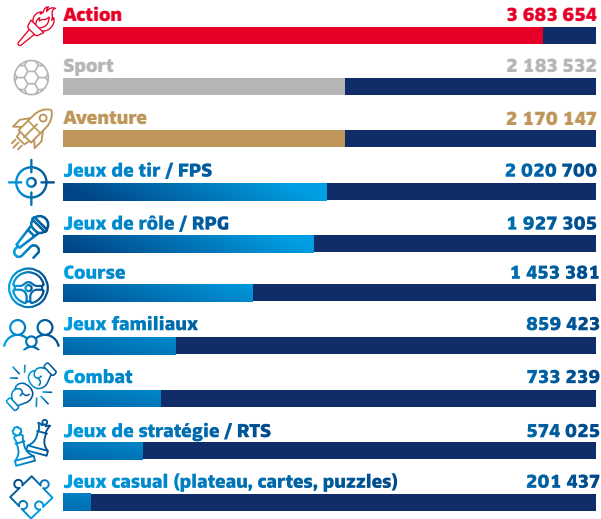 Action 3 683 654
Sport 2 183 532
Aventure 2 170 147
Jeux de tir / FPS 2 020 700
Jeux de rôle / RPG 1 927 305
Course 1 453 381
Jeux familiaux 859 423
Combat 733 239
Jeux de stratégie / RTS 574 025
Jeux casual (plateau, cartes, puzzles) 201 437